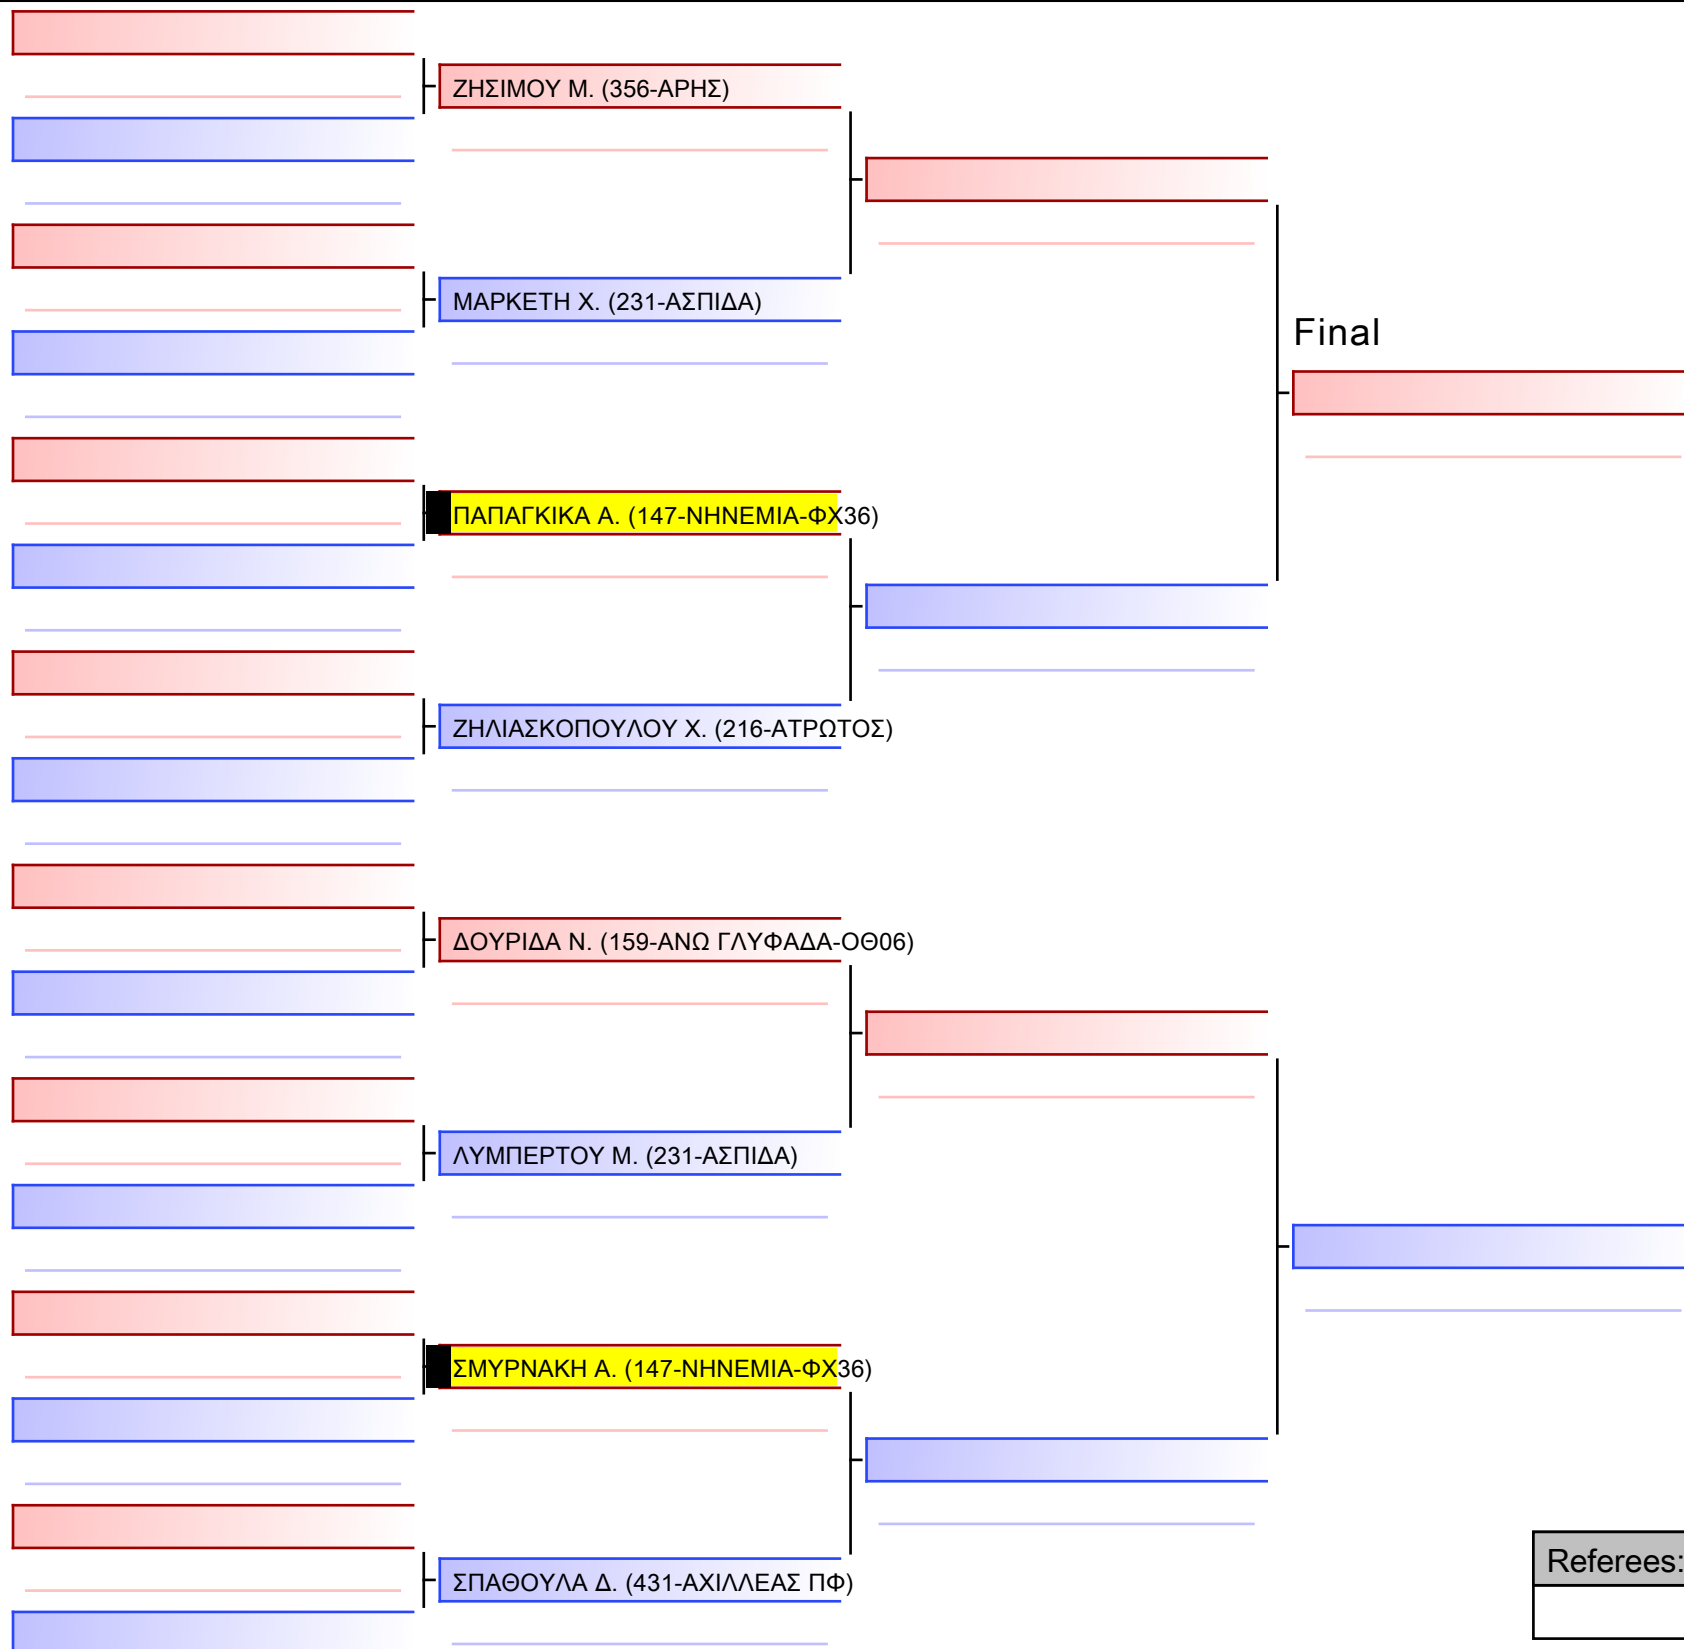 ΖΗΣΙΜΟΥ Μ. (356-ΑΡΗΣ)
ΜΑΡΚΕΤΗ Χ. (231-ΑΣΠΙΔΑ)
Final
ΠΑΠΑΓΚΙΚΑ Α. (147-ΝΗΝΕΜΙΑ-ΦΧ36)
ΖΗΛΙΑΣΚΟΠΟΥΛΟΥ Χ. (216-ΑΤΡΩΤΟΣ)
ΔΟΥΡΙΔΑ Ν. (159-ΑΝΩ ΓΛΥΦΑΔΑ-ΟΘ06)
ΛΥΜΠΕΡΤΟΥ Μ. (231-ΑΣΠΙΔΑ)
ΣΜΥΡΝΑΚΗ Α. (147-ΝΗΝΕΜΙΑ-ΦΧ36)
ΣΠΑΘΟΥΛΑ Δ. (431-ΑΧΙΛΛΕΑΣ ΠΦ)
Referees: